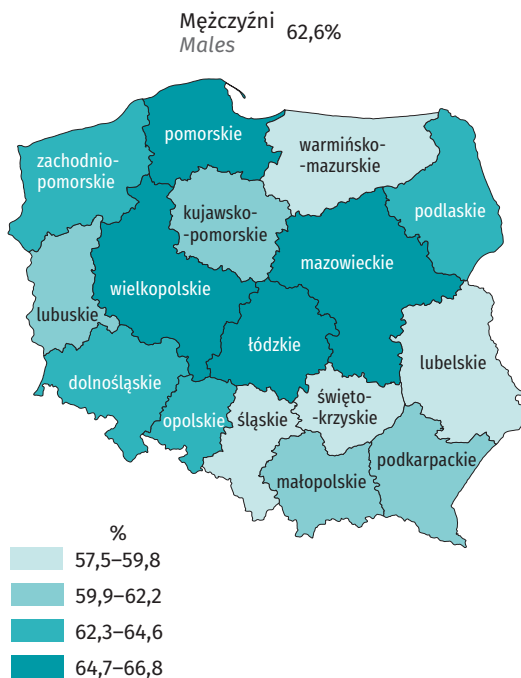 Mężczyźni
Males
62,6%
pomorskie
warmińsko-
-mazurskie
zachodnio-
pomorskie
kujawsko-
-pomorskie
podlaskie
mazowieckie
wielkopolskie
lubuskie
łódzkie
lubelskie
dolnośląskie
święto-
-krzyskie
opolskie
śląskie
podkarpackie
małopolskie
%
57,5–59,8
59,9–62,2
62,3–64,6
64,7–66,8